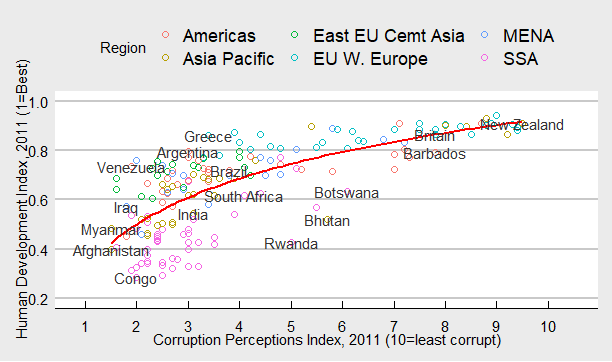 Region
Americas
East EU Cemt Asia
MENA
Asia Pacific
EU W. Europe
SSA
Human Development Index, 2011 (1=Best)
1.0
0.8
0.6
0.4
0.2
New Zealand
Greece
Britain
Argentina
Barbados
Venezuela
Brazil
Botswana
South Africa
Iraq
India
Bhutan
Myanmar
Rwanda
Afghanistan
Congo
1 2 3 4 5 6 7 8 9 10
Corruption Perceptions Index, 2011 (10=least corrupt)